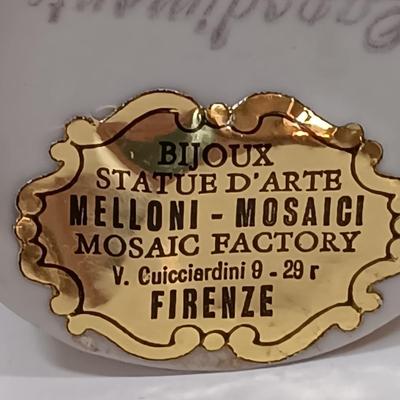 BIJOUX
STATUE D'ARTE
MELLONI - MOSAICI
MOSAIC FACTORY
V. Cuicciardini 9 - 29 r
FIRENZE